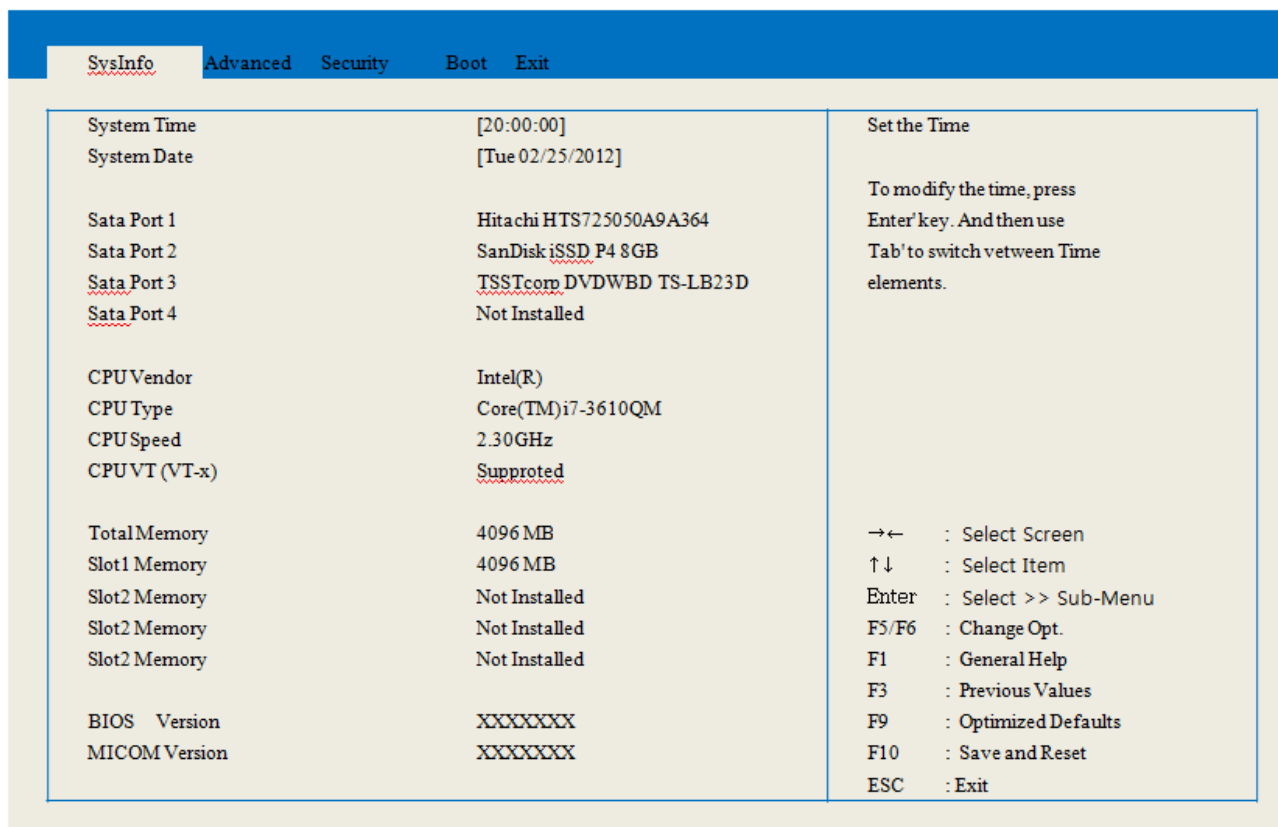 SysInfo Advanced Security Boot Exit
System Time [20:00:00]
System Date [Tue 02/25/2012]
Sata Port 1 Hitachi HTS725050A9A364
Sata Port 2 SanDisk iSSD P4 8GB
Sata Port 3 TSSTcorp DVDWBD TS-LB23D
Sata Port 4 Not Installed
CPU Vendor Intel(R)
CPU Type Core(TM) i7-3610QM
CPU Speed 2.30GHz
CPU VT (VT-x) Supproted
Total Memory 4096 MB
Slot1 Memory 4096 MB
Slot2 Memory Not Installed
Slot2 Memory Not Installed
Slot2 Memory Not Installed
BIOS Version XXXXXXX
MICOM Version XXXXXXX
Set the Time
To modify the time, press
Enter' key. And then use
Tab' to switch vetween Time
elements.
→← : Select Screen
↑↓ : Select Item
Enter : Select >> Sub-Menu
F5/F6 : Change Opt.
F1 : General Help
F3 : Previous Values
F9 : Optimized Defaults
F10 : Save and Reset
ESC : Exit